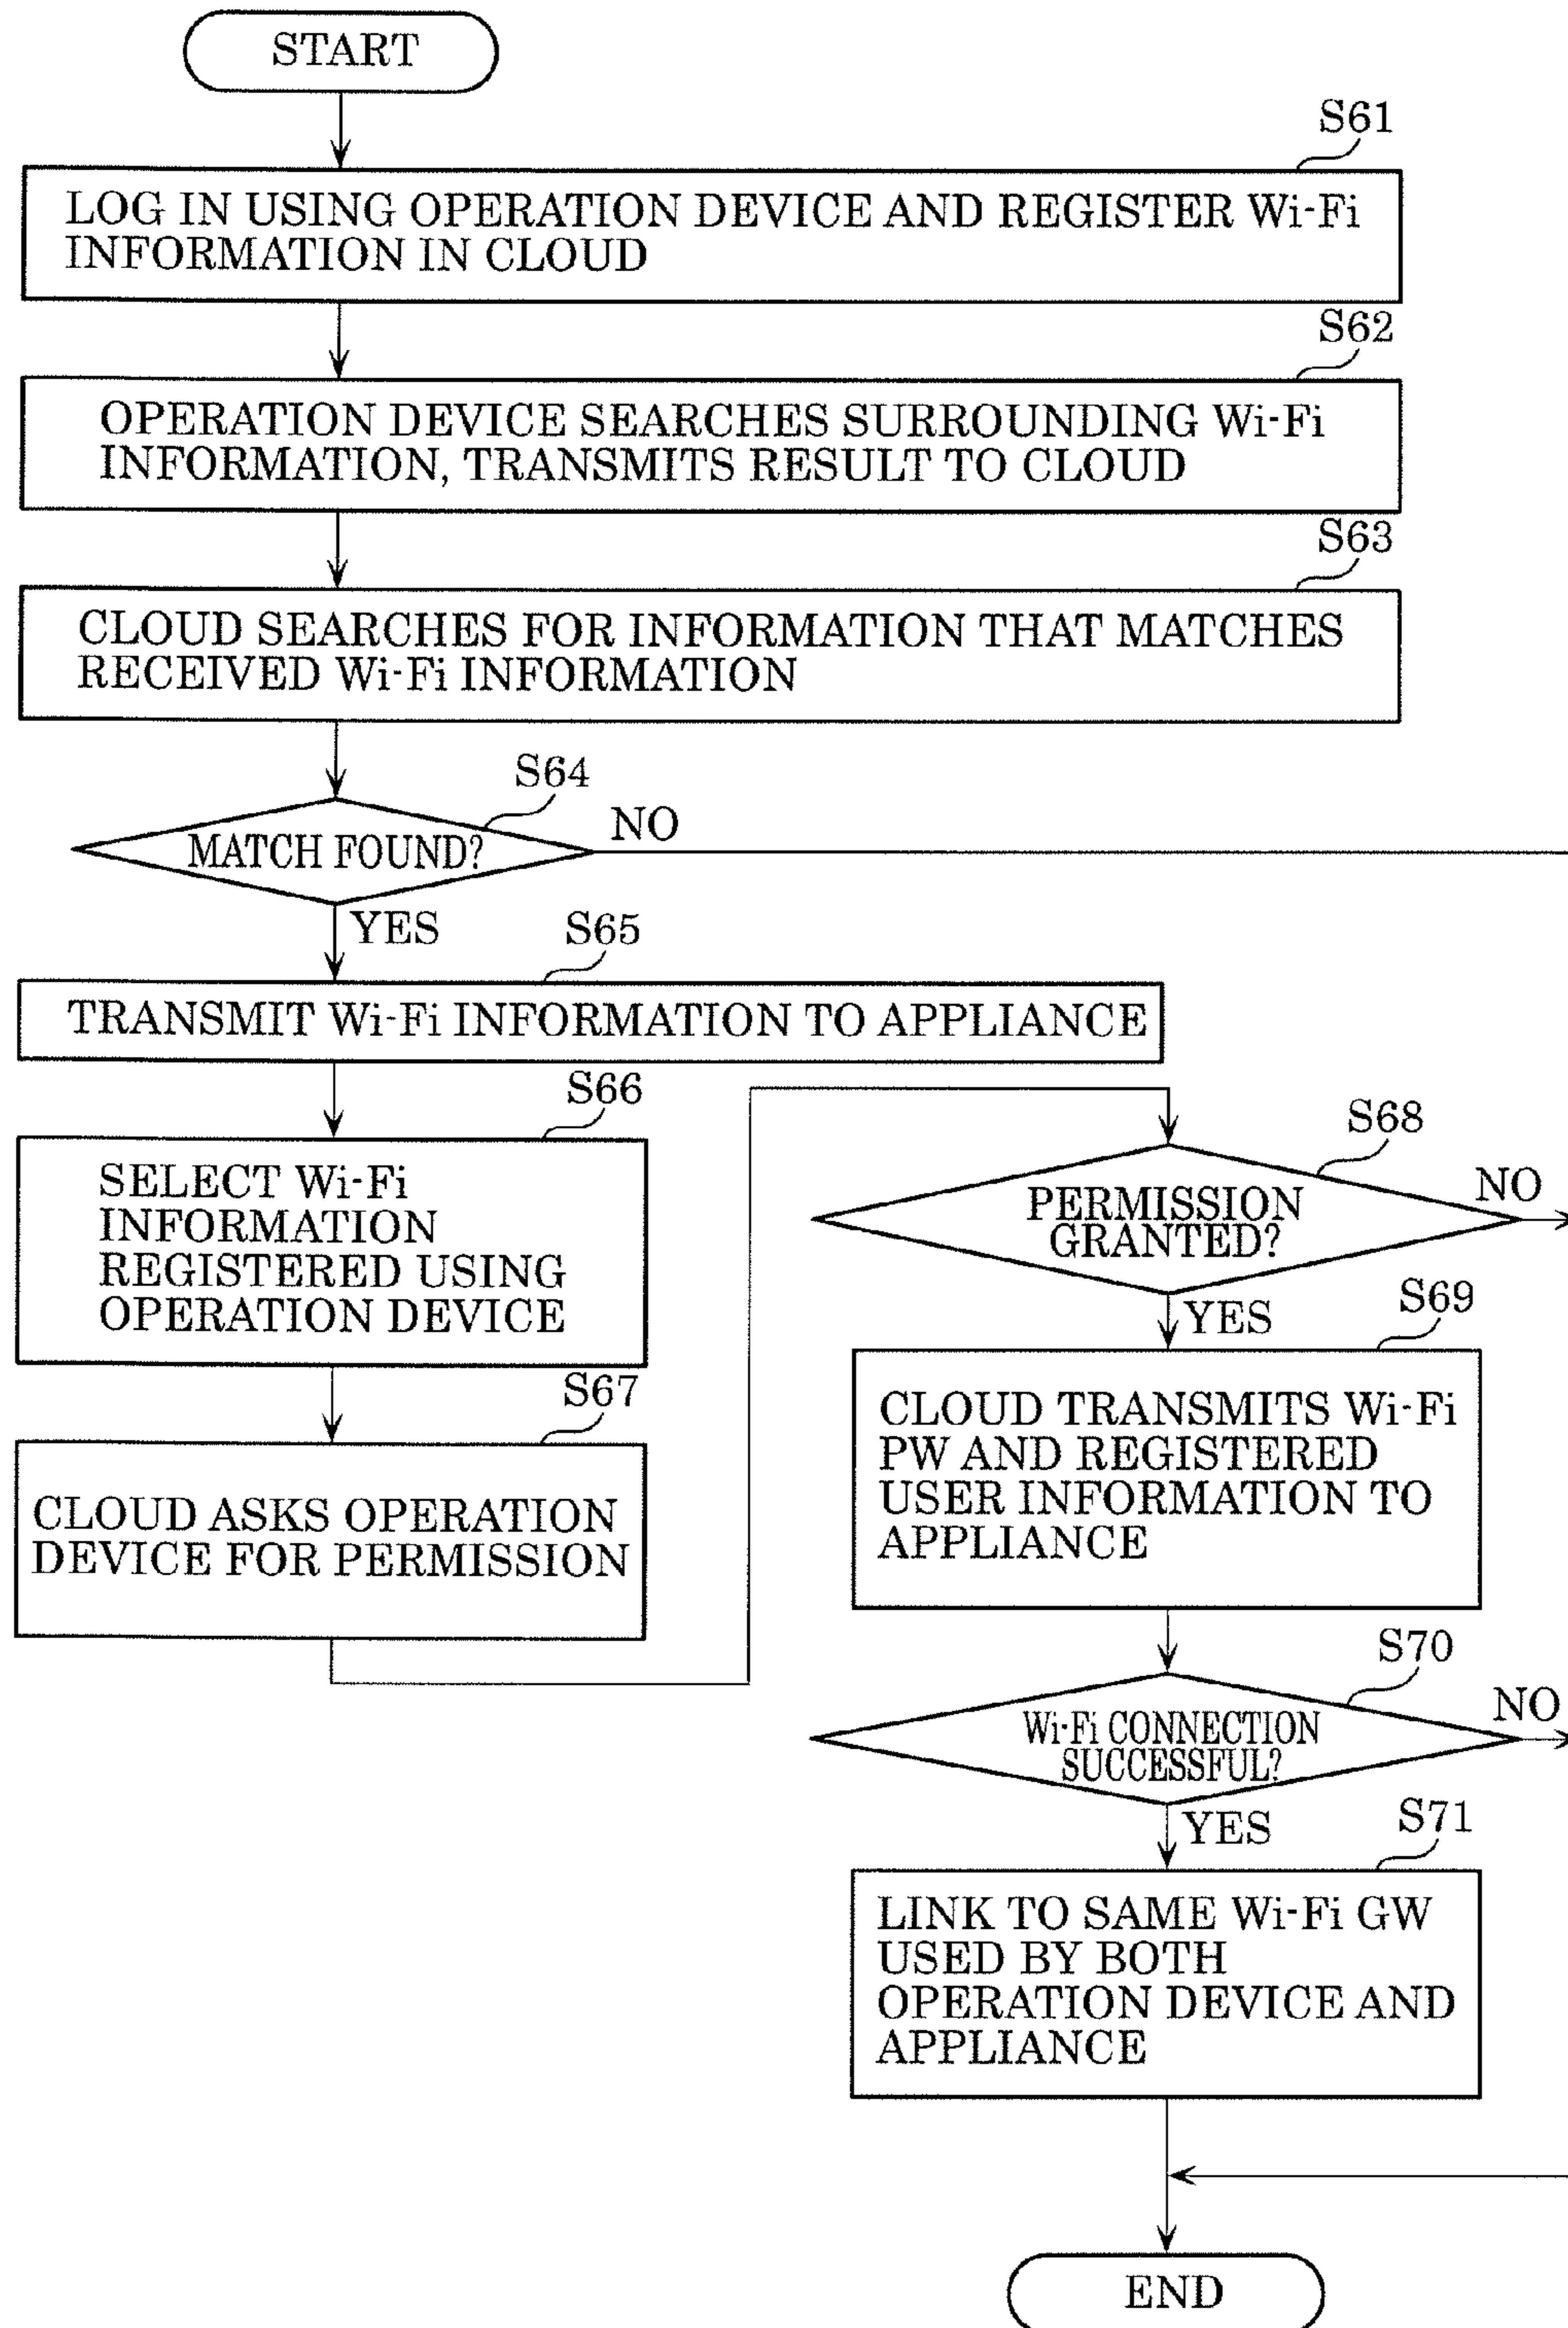 START
S61
LOG IN USING OPERATION DEVICE AND REGISTER Wi-Fi
INFORMATION IN CLOUD
S62
OPERATION DEVICE SEARCHES SURROUNDING Wi-Fi
INFORMATION, TRANSMITS RESULT TO CLOUD
S63
CLOUD SEARCHES FOR INFORMATION THAT MATCHES
RECEIVED Wi-Fi INFORMATION
S64
MATCH FOUND?
NO
YES
S65
TRANSMIT Wi-Fi INFORMATION TO APPLIANCE
S66
SELECT Wi-Fi
INFORMATION
REGISTERED USING
OPERATION DEVICE
S67
CLOUD ASKS OPERATION
DEVICE FOR PERMISSION
S68
PERMISSION
GRANTED?
NO
YES
S69
CLOUD TRANSMITS Wi-Fi
PW AND REGISTERED
USER INFORMATION TO
APPLIANCE
S70
Wi-Fi CONNECTION
SUCCESSFUL?
NO
YES
S71
LINK TO SAME Wi-Fi GW
USED BY BOTH
OPERATION DEVICE AND
APPLIANCE
END